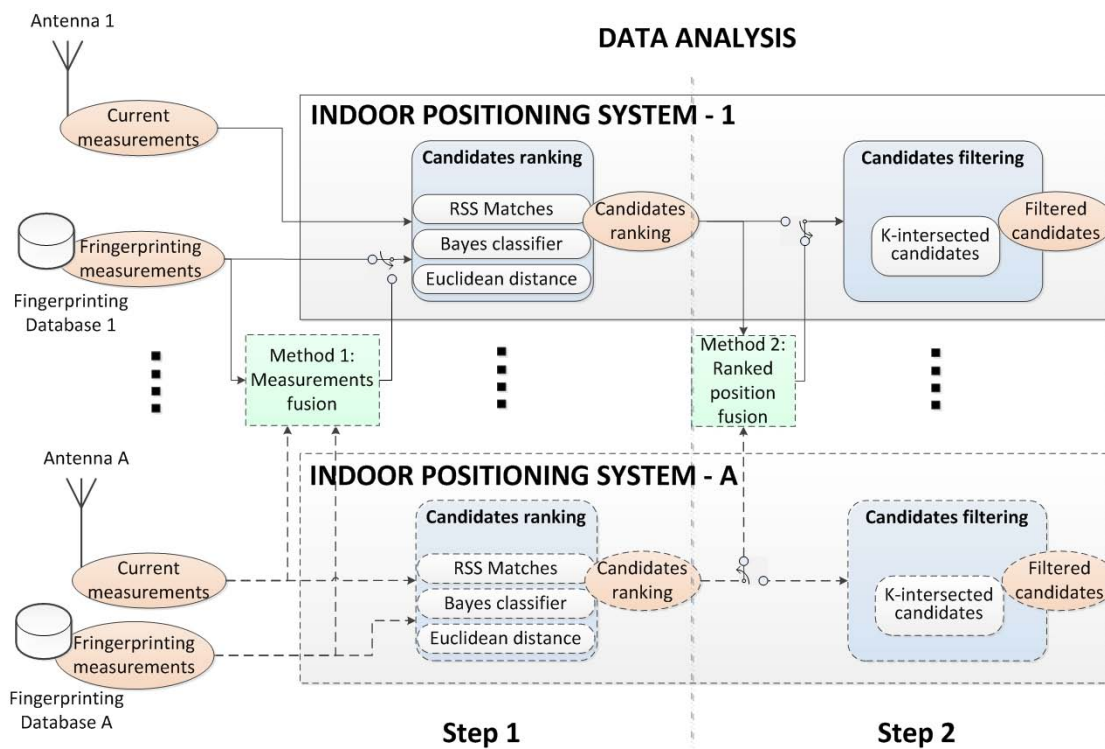 Antenna 1
DATA ANALYSIS
Current
measurements
INDOOR POSITIONING SYSTEM - 1
Candidates ranking
RSS Matches
Bayes classifier
Euclidean distance
Candidates
ranking
Candidates filtering
K-intersected
candidates
Filtered
candidates
Fringerprinting
measurements
Fingerprinting
Database 1
Method 1:
Measurements
fusion
Method 2:
Ranked
position
fusion
Antenna A
INDOOR POSITIONING SYSTEM - A
Candidates ranking
RSS Matches
Bayes classifier
Euclidean distance
Candidates
ranking
Candidates filtering
K-intersected
candidates
Filtered
candidates
Current
measurements
Fringerprinting
measurements
Fingerprinting
Database A
Step 1
Step 2